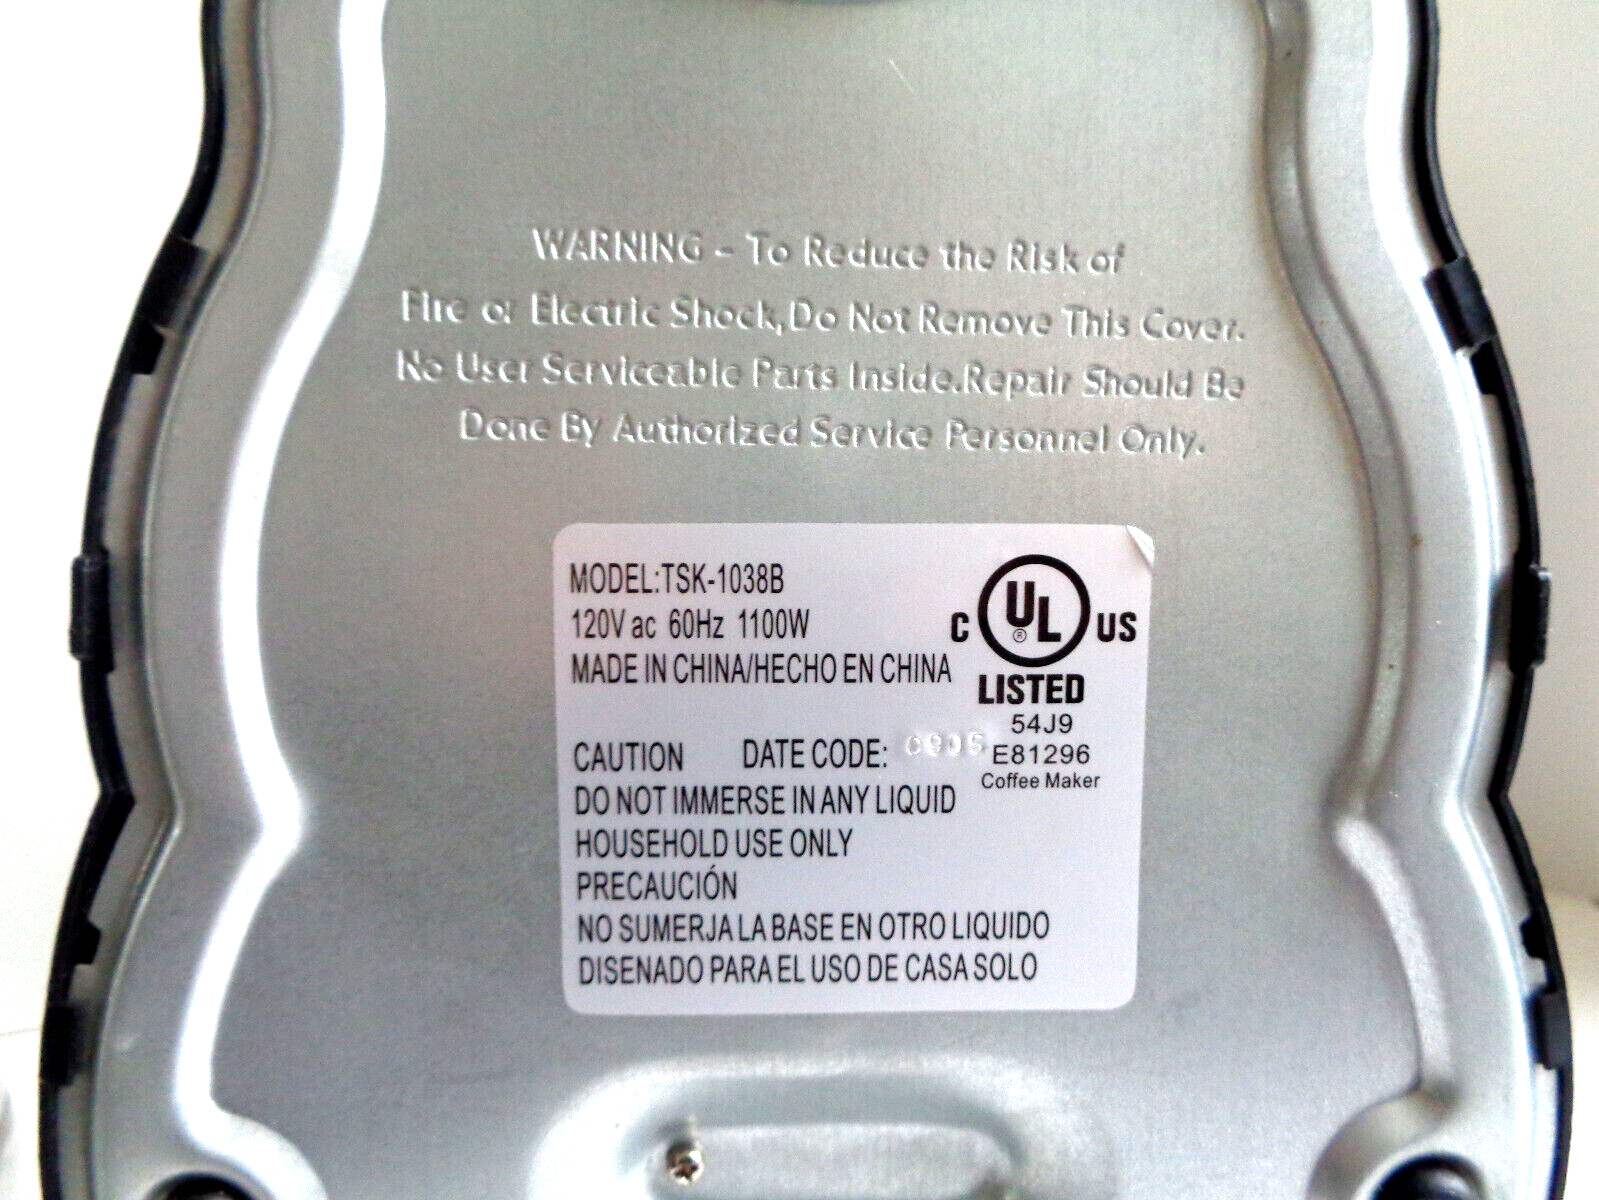 WARNING - To Reduce the Risk of
Fire or Electric Shock,Do Not Remove This Cover.
No User Serviceable Parts Inside.Repair Should Be
Done By Authorized Service Personnel Only.
MODEL:TSK-1038B
120V ac 60Hz 1100W
MADE IN CHINA/HECHO EN CHINA
C UL ® US
LISTED
54J9
E81296
Coffee Maker
CAUTION DATE CODE:
DO NOT IMMERSE IN ANY LIQUID
HOUSEHOLD USE ONLY
PRECAUCIÓN
NO SUMERJA LA BASE EN OTRO LIQUIDO
DISENADO PARA EL USO DE CASA SOLO